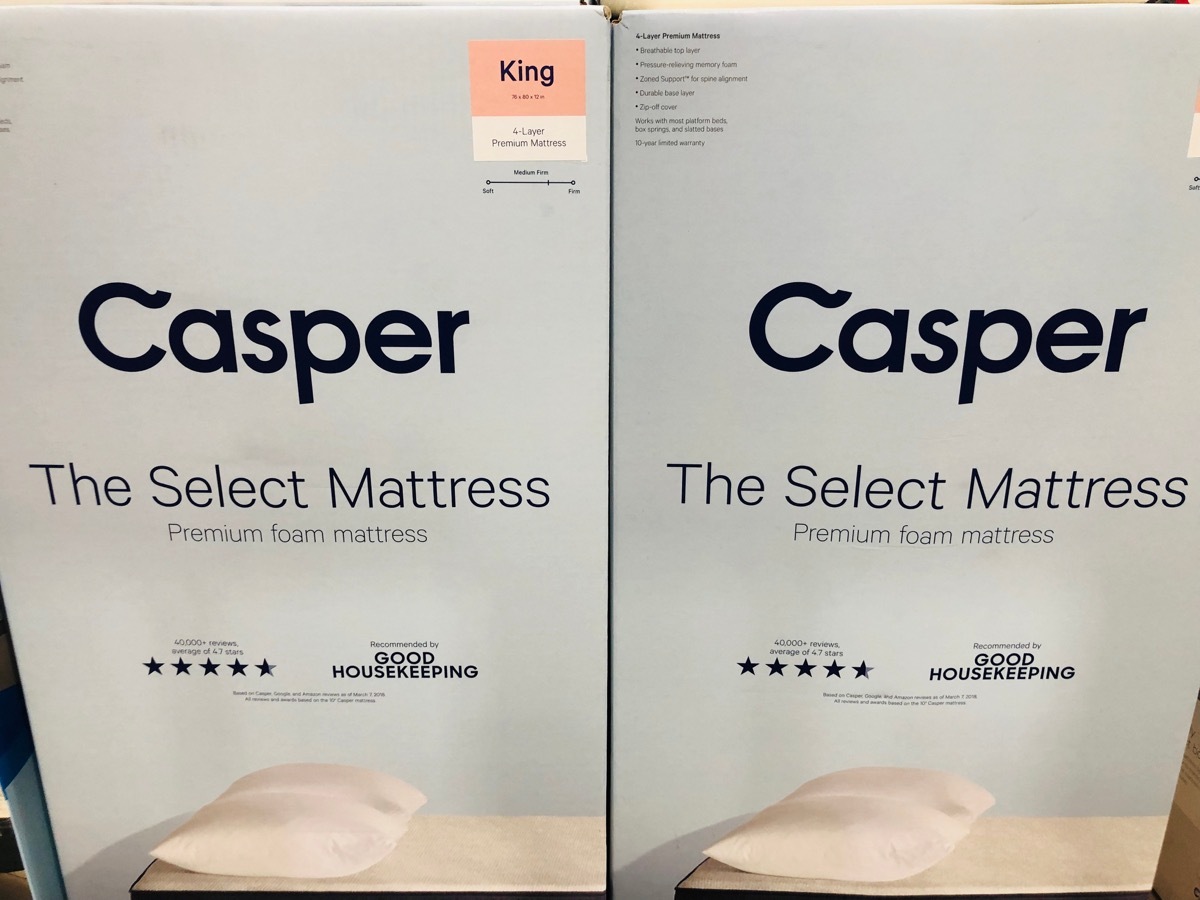 King
76 x 80 x 12 in
4-Layer
Premium Mattress
Medium Firm
Soft
Firm
Casper
The Select Mattress
Premium foam mattress
40,000+ reviews,
average of 4.7 stars
Recommended by
GOOD
HOUSEKEEPING
Based on Casper, Google, and Amazon reviews as of March 7, 2018.
All reviews and awards based on the 10" Casper mattress.
4-Layer Premium Mattress
• Breathable top layer
• Pressure-relieving memory foam
• Zoned Support™ for spine alignment
• Durable base layer
• Zip-off cover
Works with most platform beds,
box springs, and slatted bases
10-year limited warranty
Soft
Casper
The Select Mattress
Premium foam mattress
40,000+ reviews,
average of 4.7 stars
Recommended by
GOOD
HOUSEKEEPING
Based on Casper, Google, and Amazon reviews as of March 7, 2018.
All reviews and awards based on the 10" Casper mattress.